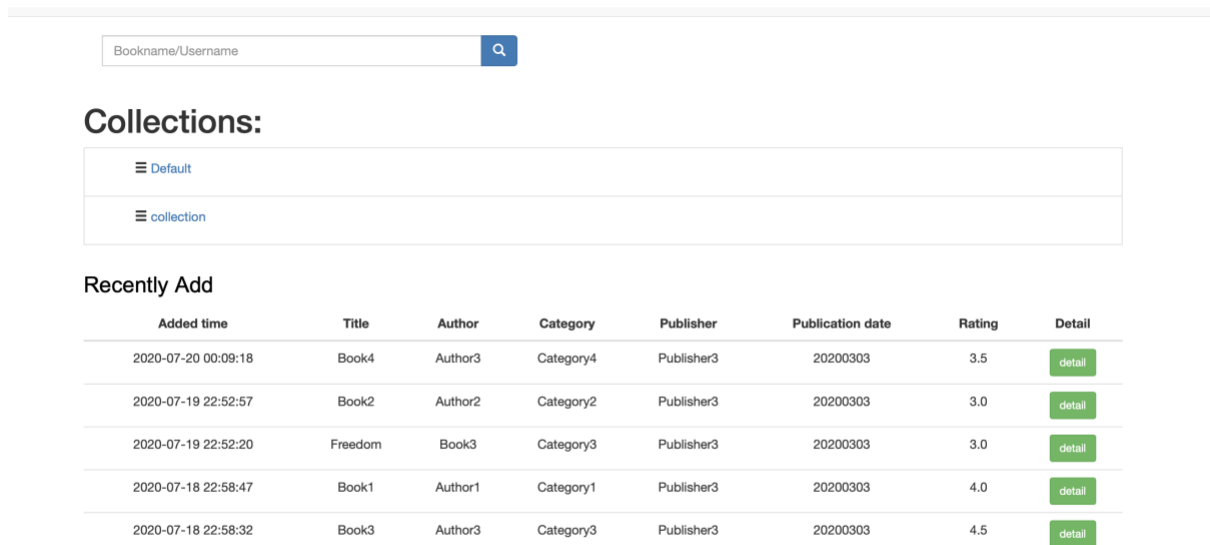 Bookname/Username
Collections:
Default
collection
Recently Add
Added time Title Author Category Publisher Publication date Rating Detail
2020-07-20 00:09:18 Book4 Author3 Category4 Publisher3 20200303 3.5 detail
2020-07-19 22:52:57 Book2 Author2 Category2 Publisher3 20200303 3.0 detail
2020-07-19 22:52:20 Freedom Book3 Category3 Publisher3 20200303 3.0 detail
2020-07-18 22:58:47 Book1 Author1 Category1 Publisher3 20200303 4.0 detail
2020-07-18 22:58:32 Book3 Author3 Category3 Publisher3 20200303 4.5 detail